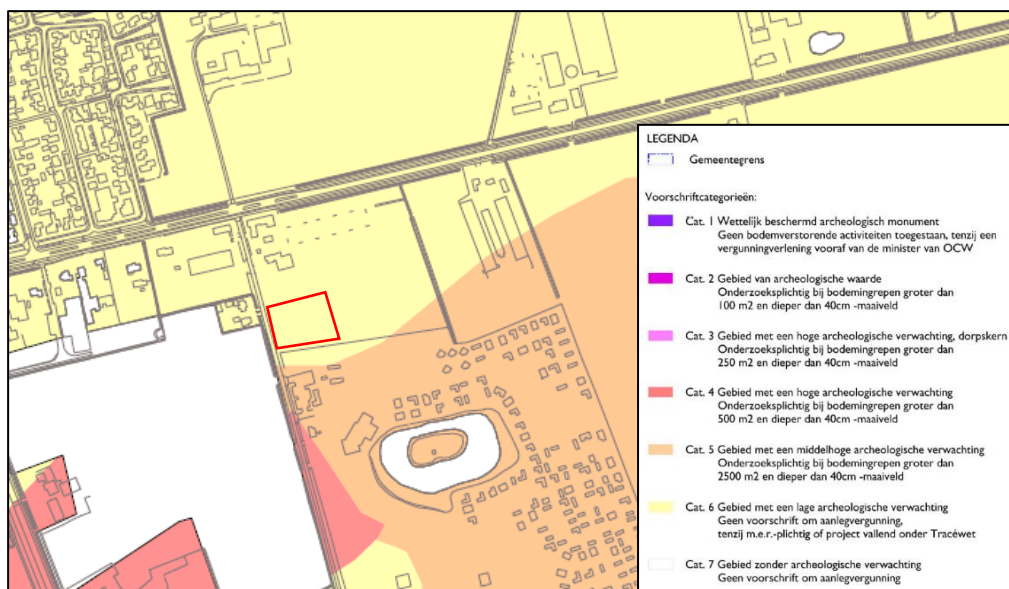 LEGENDA
Gemeentegrens
Voorschriftcategorieën:
Cat. 1 Wettelijk beschermd archeologisch monument
Geen bodemverstorende activiteiten toegestaan, tenzij een
vergunningverlening vooraf van de minister van OCW
Cat. 2 Gebied van archeologische waarde
Onderzoeksplichtig bij bodemingrepen groter dan
100 m2 en dieper dan 40cm -maaiveld
Cat. 3 Gebied met een hoge archeologische verwachting, dorpskern
Onderzoeksplichtig bij bodemingrepen groter dan
250 m2 en dieper dan 40cm -maaiveld
Cat. 4 Gebied met een hoge archeologische verwachting
Onderzoeksplichtig bij bodemingrepen groter dan
500 m2 en dieper dan 40cm -maaiveld
Cat. 5 Gebied met een middelhoge archeologische verwachting
Onderzoeksplichtig bij bodemingrepen groter dan
2500 m2 en dieper dan 40cm -maaiveld
Cat. 6 Gebied met een lage archeologische verwachting
Geen voorschrift om aanlegvergunning,
tenzij m.e.r.-plichtig of project vallend onder Tracéwet
Cat. 7 Gebied zonder archeologische verwachting
Geen voorschrift om aanlegvergunning